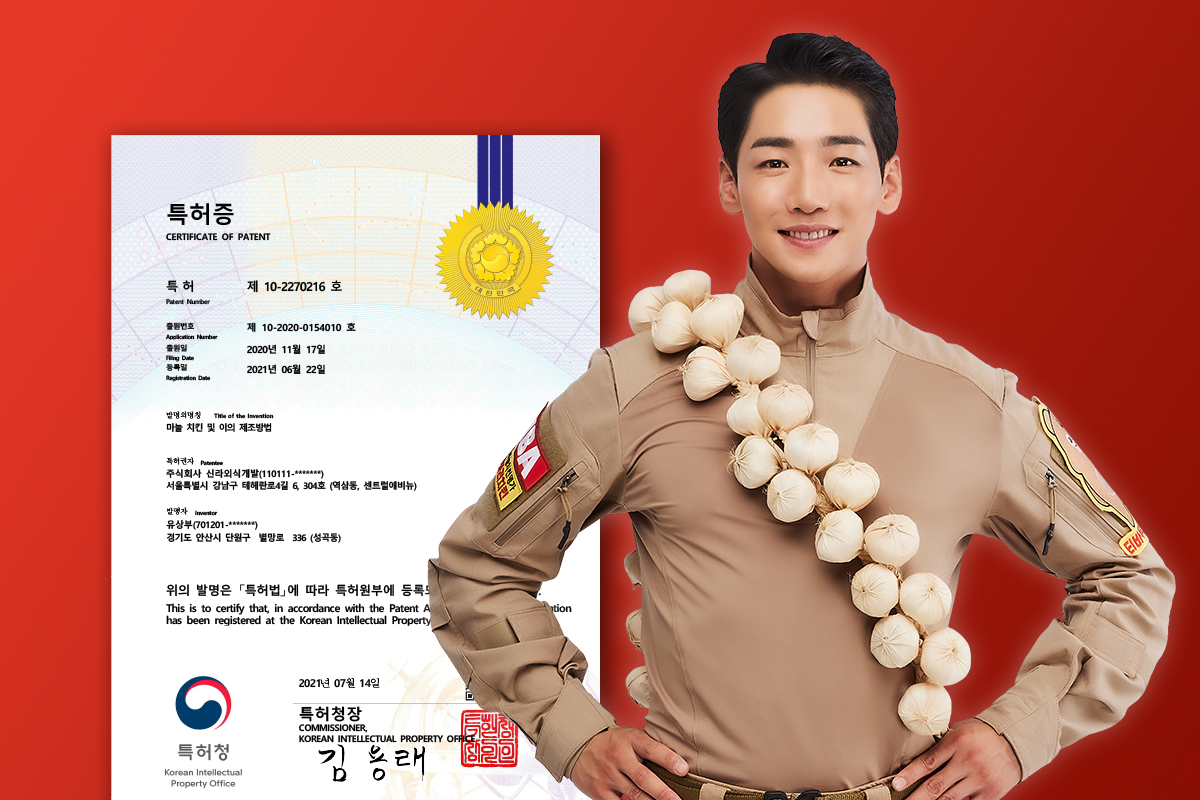 특허증
CERTIFICATE OF PATENT
특 허 제 10-2270216 호
Patent Number
출원번호 제 10-2020-0154010 호
Application Number
출원일 2020년 11월 17일
Filing Date
등록일 2021년 06월 22일
Registration Date
발명의명칭 Title of the Invention
마늘 치킨 및 이의 제조방법
특허권자 Patentee
주식회사 신라외식개발(110111-*******)
서울특별시 강남구 테헤란로4길 6, 304호 (역삼동, 센트럴애비뉴)
발명자 Inventor
유상부(701201-*******)
경기도 안산시 단원구 별망로 336 (성곡동)
위의 발명은 「특허법」에 따라 특허원부에
This is to certify that, in accordance with the Patent
has been registered at the Korean Intellectual Property
2021년 07월 14일
특허청장
COMMISSIONER,
KOREAN INTELLECTUAL PROPERTY OFFICE
김용래
특허청
Korean Intellectual
Property Office
대한민국